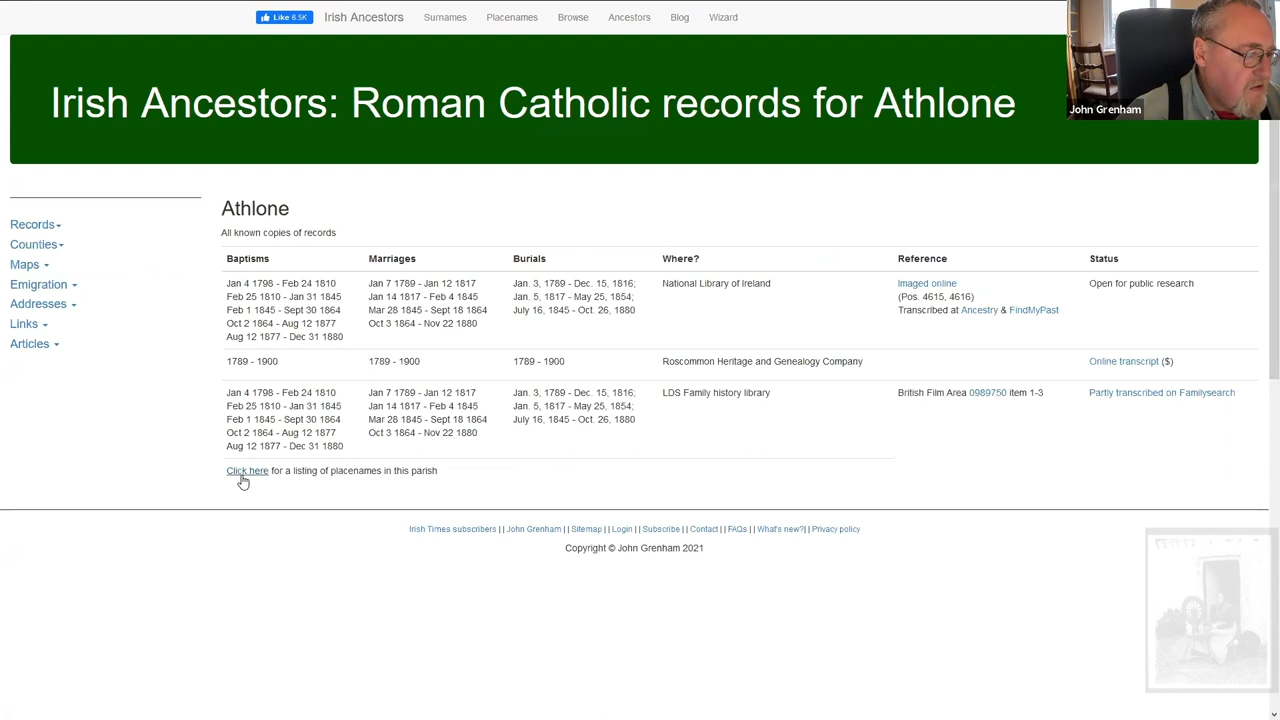 Like 6.5K Irish Ancestors Surnames Placenames Browse Ancestors Blog Wizard
John Grenham
Irish Ancestors: Roman Catholic records for Athlone
Records
Counties
Maps
Emigration
Addresses
Links
Articles
Athlone
All known copies of records
Baptisms Marriages Burials Where? Reference Status
Jan 4 1798 - Feb 24 1810 Jan 7 1789 - Jan 12 1817 Jan. 3, 1789 - Dec. 15, 1816; National Library of Ireland Imaged online Open for public research
Feb 25 1810 - Jan 31 1845 Jan 14 1817 - Feb 4 1845 Jan. 5, 1817 - May 25, 1854; (Pos. 4615, 4616)
Feb 1 1845 - Sept 30 1864 Mar 28 1845 - Sept 18 1864 July 16, 1845 - Oct. 26, 1880 Transcribed at Ancestry & FindMyPast
Oct 2 1864 - Aug 12 1877 Oct 3 1864 - Nov 22 1880
Aug 12 1877 - Dec 31 1880
1789 - 1900 1789 - 1900 1789 - 1900 Roscommon Heritage and Genealogy Company Online transcript ($)
Jan 4 1798 - Feb 24 1810 Jan 7 1789 - Jan 12 1817 Jan. 3, 1789 - Dec. 15, 1816; LDS Family history library British Film Area 0989750 item 1-3 Partly transcribed on Familysearch
Feb 25 1810 - Jan 31 1845 Jan 14 1817 - Feb 4 1845 Jan. 5, 1817 - May 25, 1854;
Feb 1 1845 - Sept 30 1864 Mar 28 1845 - Sept 18 1864 July 16, 1845 - Oct. 26, 1880
Oct 2 1864 - Aug 12 1877 Oct 3 1864 - Nov 22 1880
Aug 12 1877 - Dec 31 1880
Click here for a listing of placenames in this parish
Irish Times subscribers | | John Grenham | | Sitemap | | Login | | Subscribe | | Contact | | FAQs | | What's new?| | Privacy policy
Copyright © John Grenham 2021